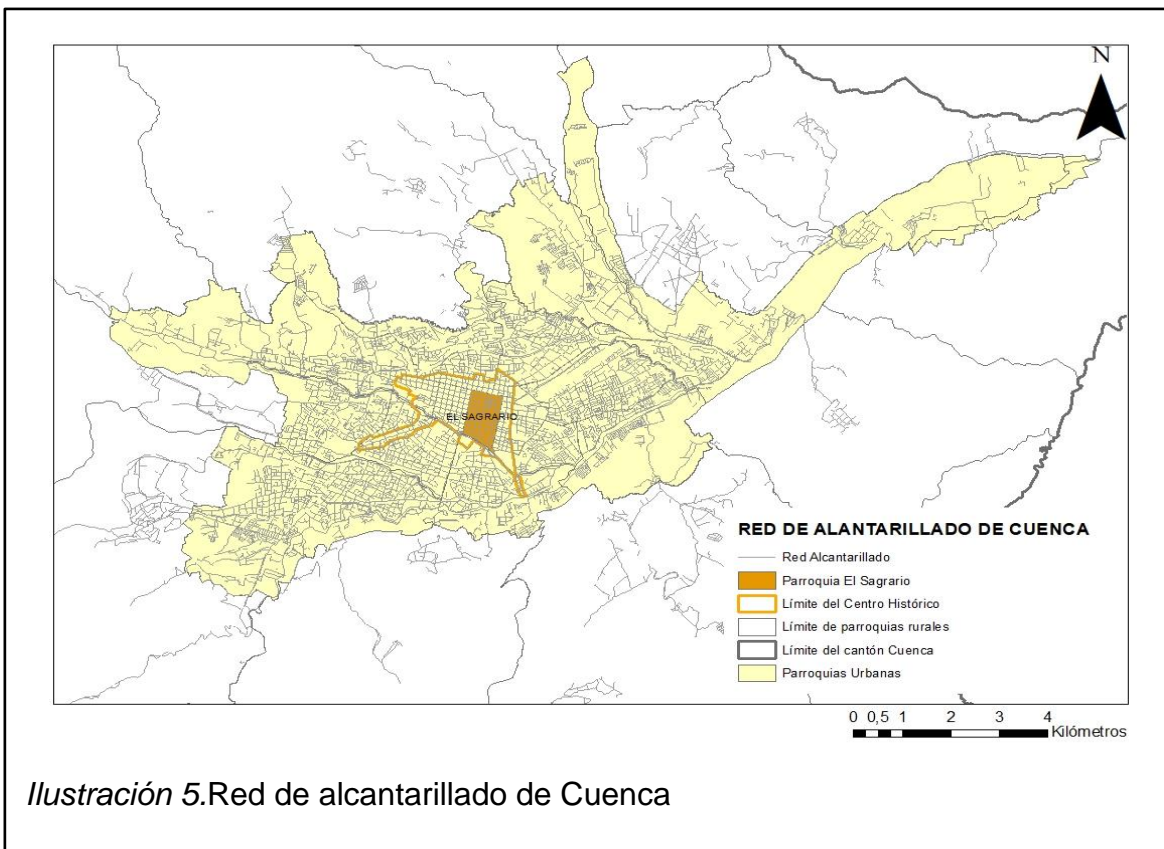 N
EL SAGRARIO
RED DE ALANTARILLADO DE CUENCA
Red Alcantarillado
Parroquia El Sagrario
Límite del Centro Histórico
Límite de parroquias rurales
Límite del cantón Cuenca
Parroquias Urbanas
0 0,5 1 2 3 4
Kilómetros
Ilustración 5.Red de alcantarillado de Cuenca